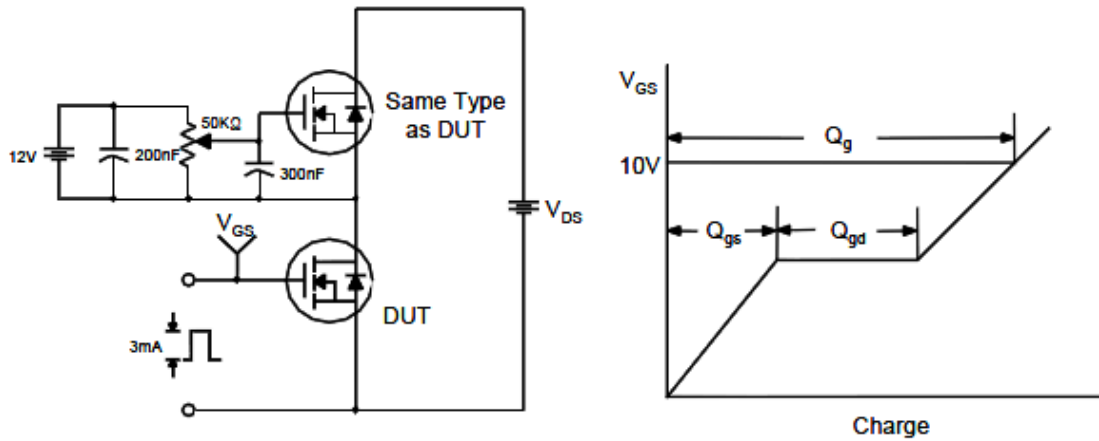 12V
200nF
50KΩ
300nF
Same Type
as DUT
V_DS
V_GS
DUT
3mA
V_GS
10V
Q_g
Q_gs
Q_gd
Charge